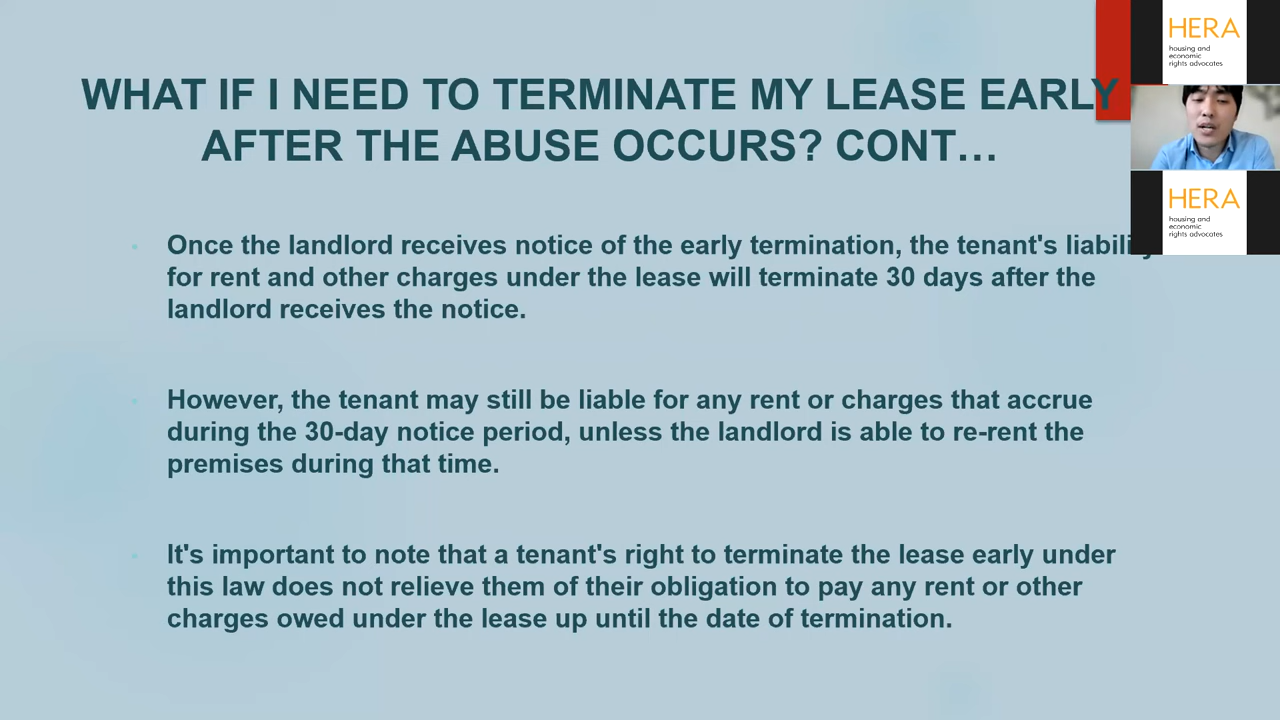 WHAT IF I NEED TO TERMINATE MY LEASE EARLY
AFTER THE ABUSE OCCURS? CONT…
Once the landlord receives notice of the early termination, the tenant's
for rent and other charges under the lease will terminate 30 days after the
landlord receives the notice.
However, the tenant may still be liable for any rent or charges that accrue
during the 30-day notice period, unless the landlord is able to re-rent the
premises during that time.
It's important to note that a tenant's right to terminate the lease early under
this law does not relieve them of their obligation to pay any rent or other
charges owed under the lease up until the date of termination.
HERA
housing and
economic
rights advocates
HERA
housing and
economic
rights advocates